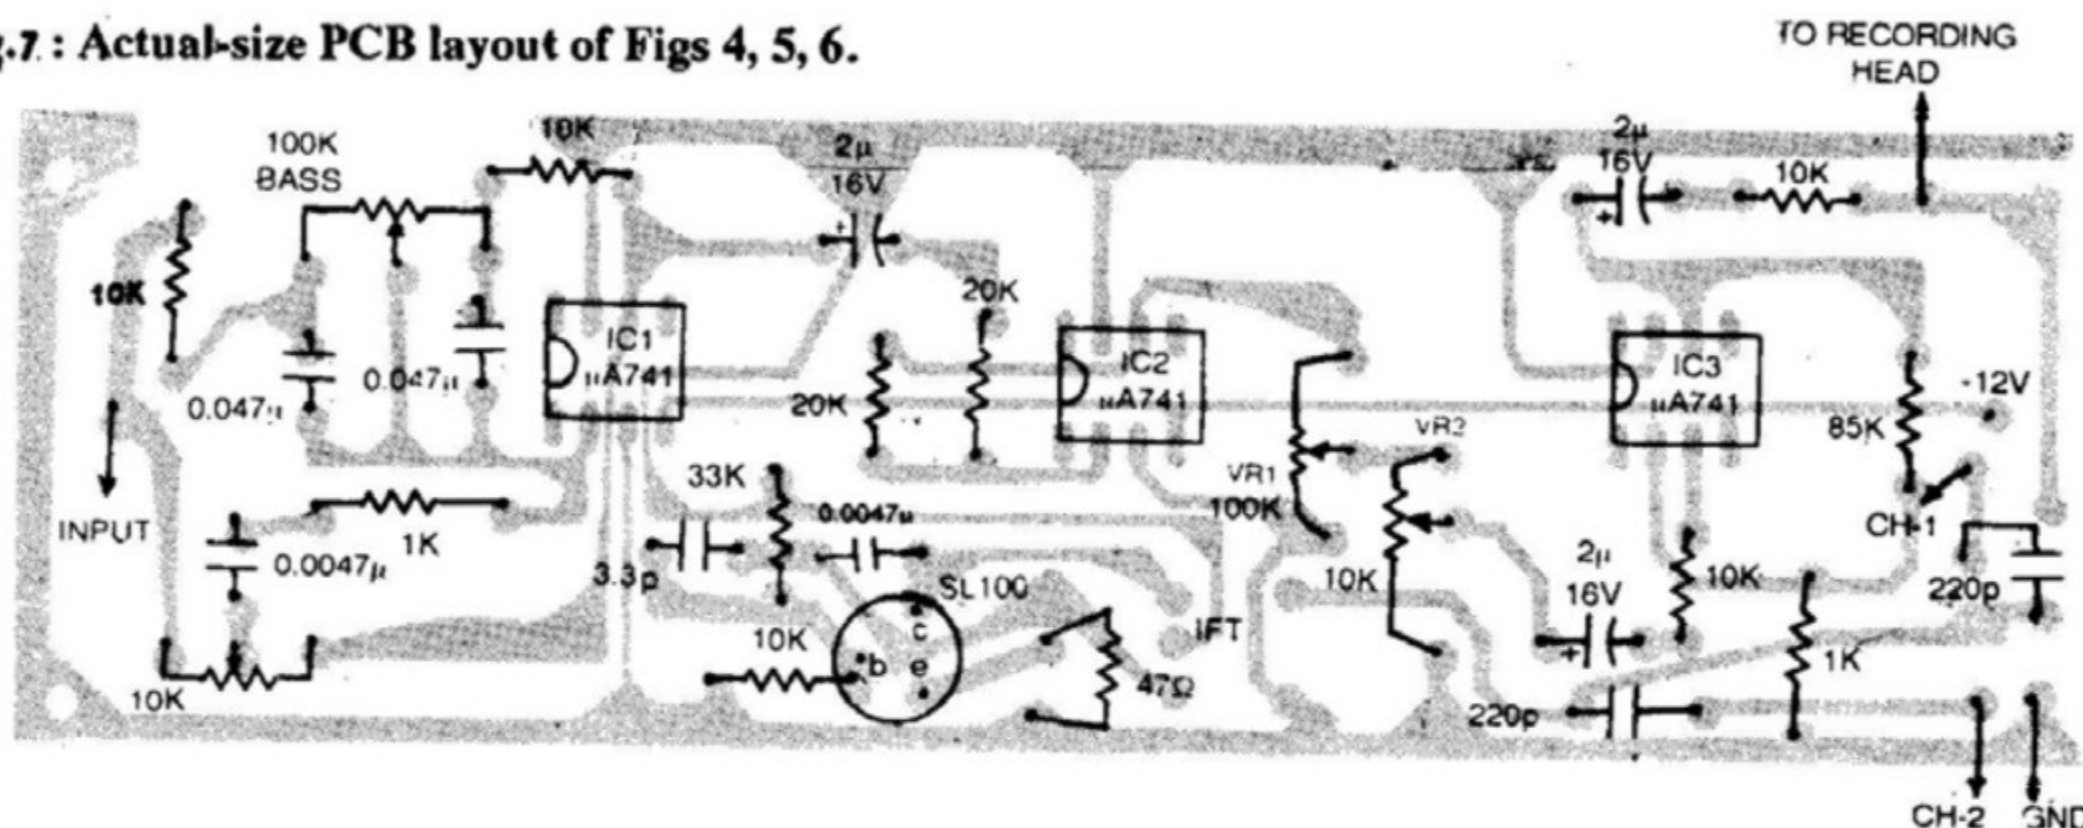 .7 : Actual-size PCB layout of Figs 4, 5, 6.
TO RECORDING
HEAD
100K
BASS
10K
2μ
16V
2μ
16V
10K
10K
0.047μ
0.047μ
IC1
μA741
20K
20K
IC2
μA741
IC3
μA741
-12V
85K
VR2
VR1
100K
CH-1
INPUT
33K
0.0047μ
1K
0.0047μ
3.3p
SL100
10K
c
b
e
IFT
47Ω
10K
2μ
16V
10K
220p
1K
220p
10K
CH-2
GND